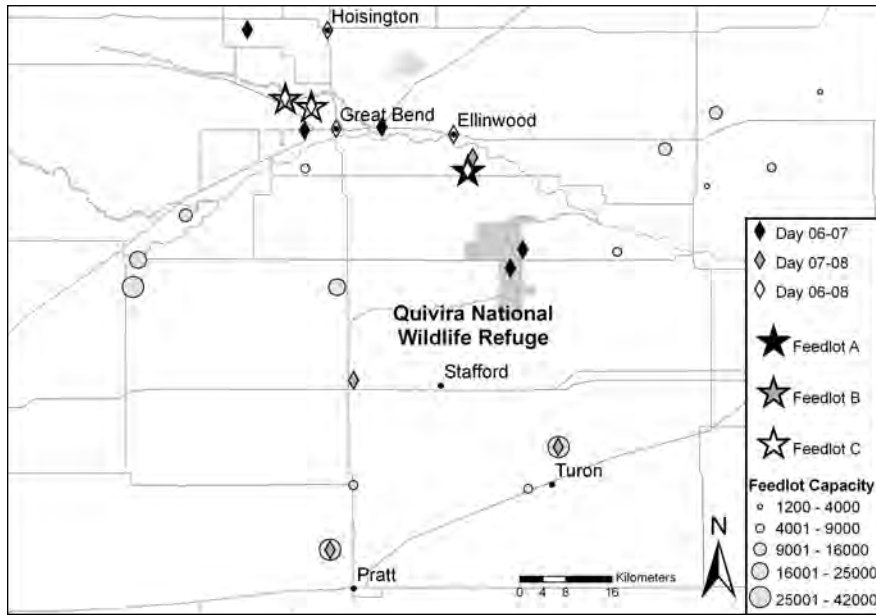 Hoisington
Great Bend
Ellinwood
Quivira National
Wildlife Refuge
Stafford
Turon
Pratt
Day 06-07
Day 07-08
Day 06-08
Feedlot A
Feedlot B
Feedlot C
Feedlot Capacity
1200 - 4000
4001 - 9000
9001 - 16000
16001 - 25000
25001 - 42000
N
Kilometers
0 4 8 16